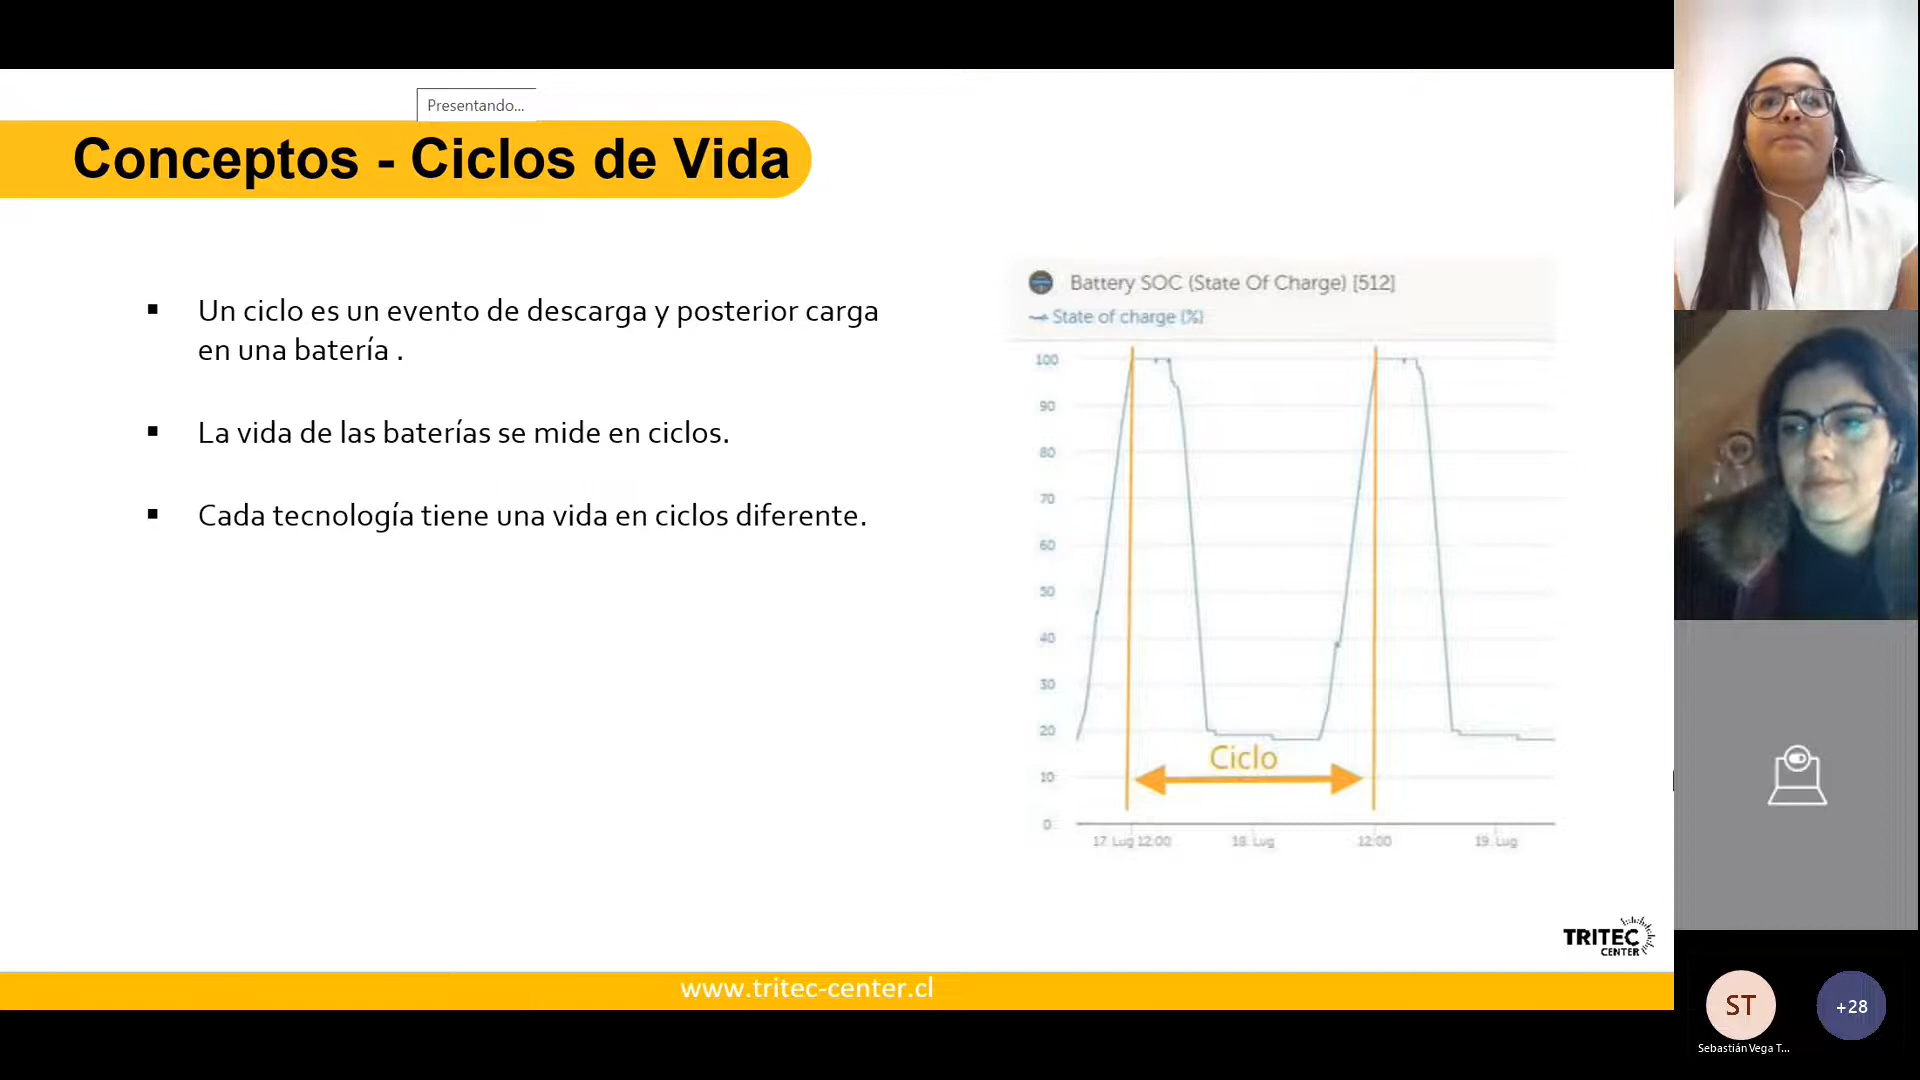 Presentando...
Conceptos - Ciclos de Vida
▪ Un ciclo es un evento de descarga y posterior carga
en una batería .
▪ La vida de las baterías se mide en ciclos.
▪ Cada tecnología tiene una vida en ciclos diferente.
Battery SOC (State Of Charge) [512]
State of charge (%)
100
90
80
70
60
50
40
30
20
10
0
Ciclo
17. Lug 12:00 18. Lug 12:00 19. Lug
TRITEC
CENTER
www.tritec-center.cl
ST
+28
Sebastián Vega T...